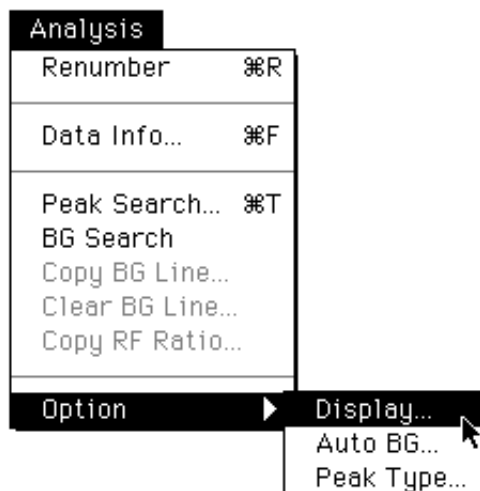 Analysis
Renumber ⌘R
Data Info... ⌘F
Peak Search... ⌘T
BG Search
Copy BG Line...
Clear BG Line...
Copy RF Ratio...
Option Display...
Auto BG...
Peak Type...